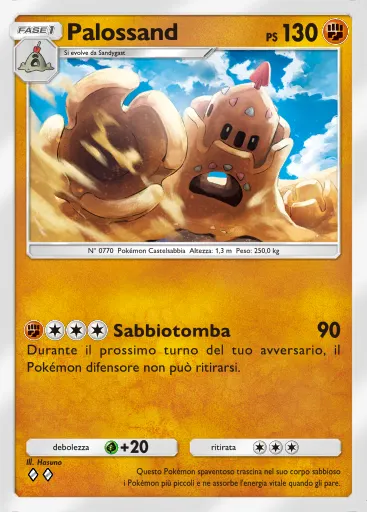 FASE 1
Palossand
PS 130
Si evolve da Sandygast
N° 0770 Pokémon Castelsabbia Altezza: 1,3 m Peso: 250,0 kg
Sabbiotomba 90
Durante il prossimo turno del tuo avversario, il
Pokémon difensore non può ritirarsi.
debolezza +20 ritirata
Ill. Hasuno
Questo Pokémon spaventoso trascina nel suo corpo sabbioso
i Pokémon più piccoli e ne assorbe l'energia vitale quando gli pare.